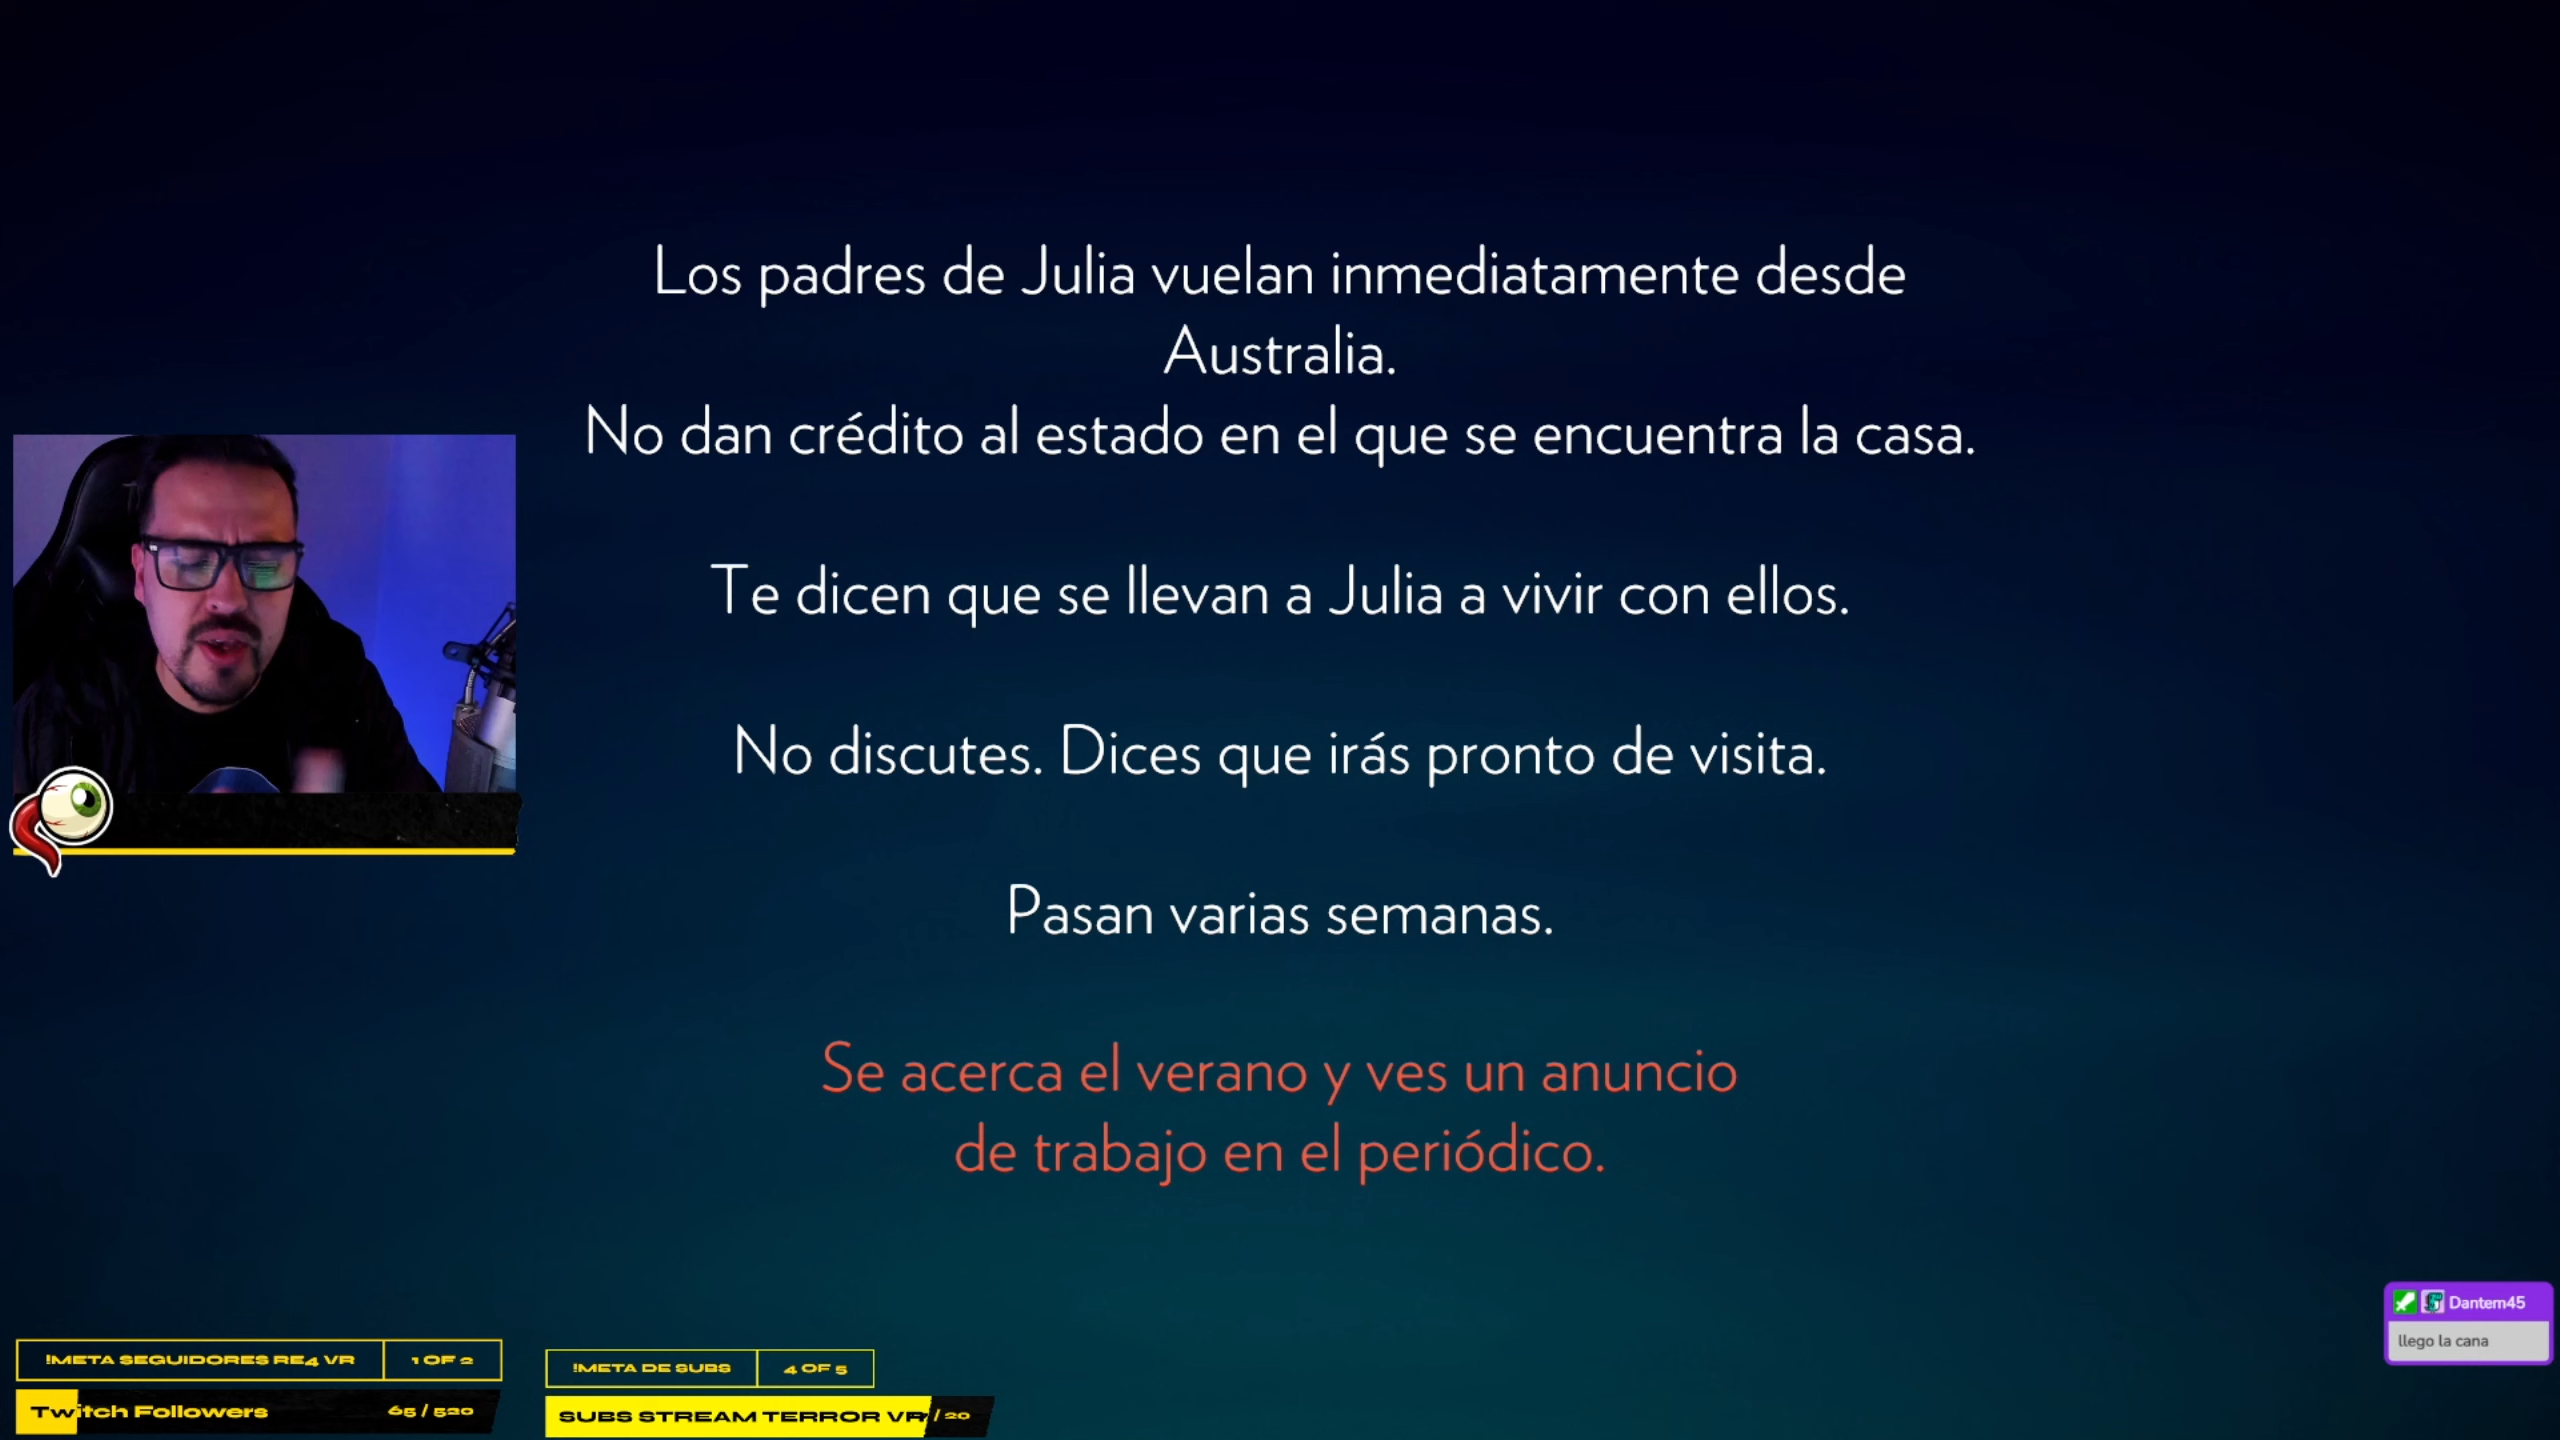 Los padres de Julia vuelan inmediatamente desde
Australia.
No dan crédito al estado en el que se encuentra la casa.
Te dicen que se llevan a Julia a vivir con ellos.
No discutes. Dices que irás pronto de visita.
Pasan varias semanas.
Se acerca el verano y ves un anuncio
de trabajo en el periódico.
Dantem45
llego la cana
!META SEGUIDORES RE4 VR 1 OF 2
Twitch Followers 65 / 520
!META DE SUBS 4 OF 5
SUBS STREAM TERROR VR / 20